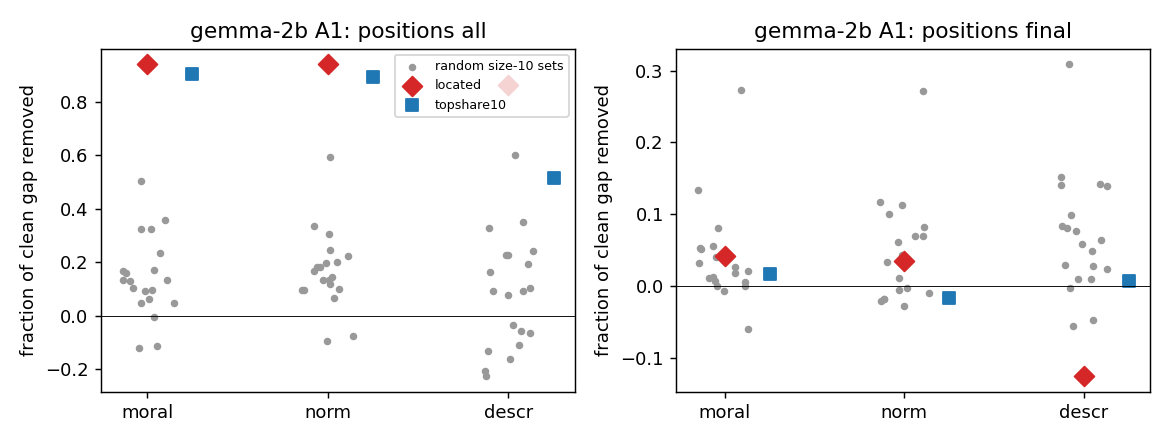 gemma-2b A1: positions all
fraction of clean gap removed
0.8
0.6
0.4
0.2
0.0
−0.2
moral
norm
descr
random size-10 sets
located
topshare10
gemma-2b A1: positions final
fraction of clean gap removed
0.3
0.2
0.1
0.0
−0.1
moral
norm
descr